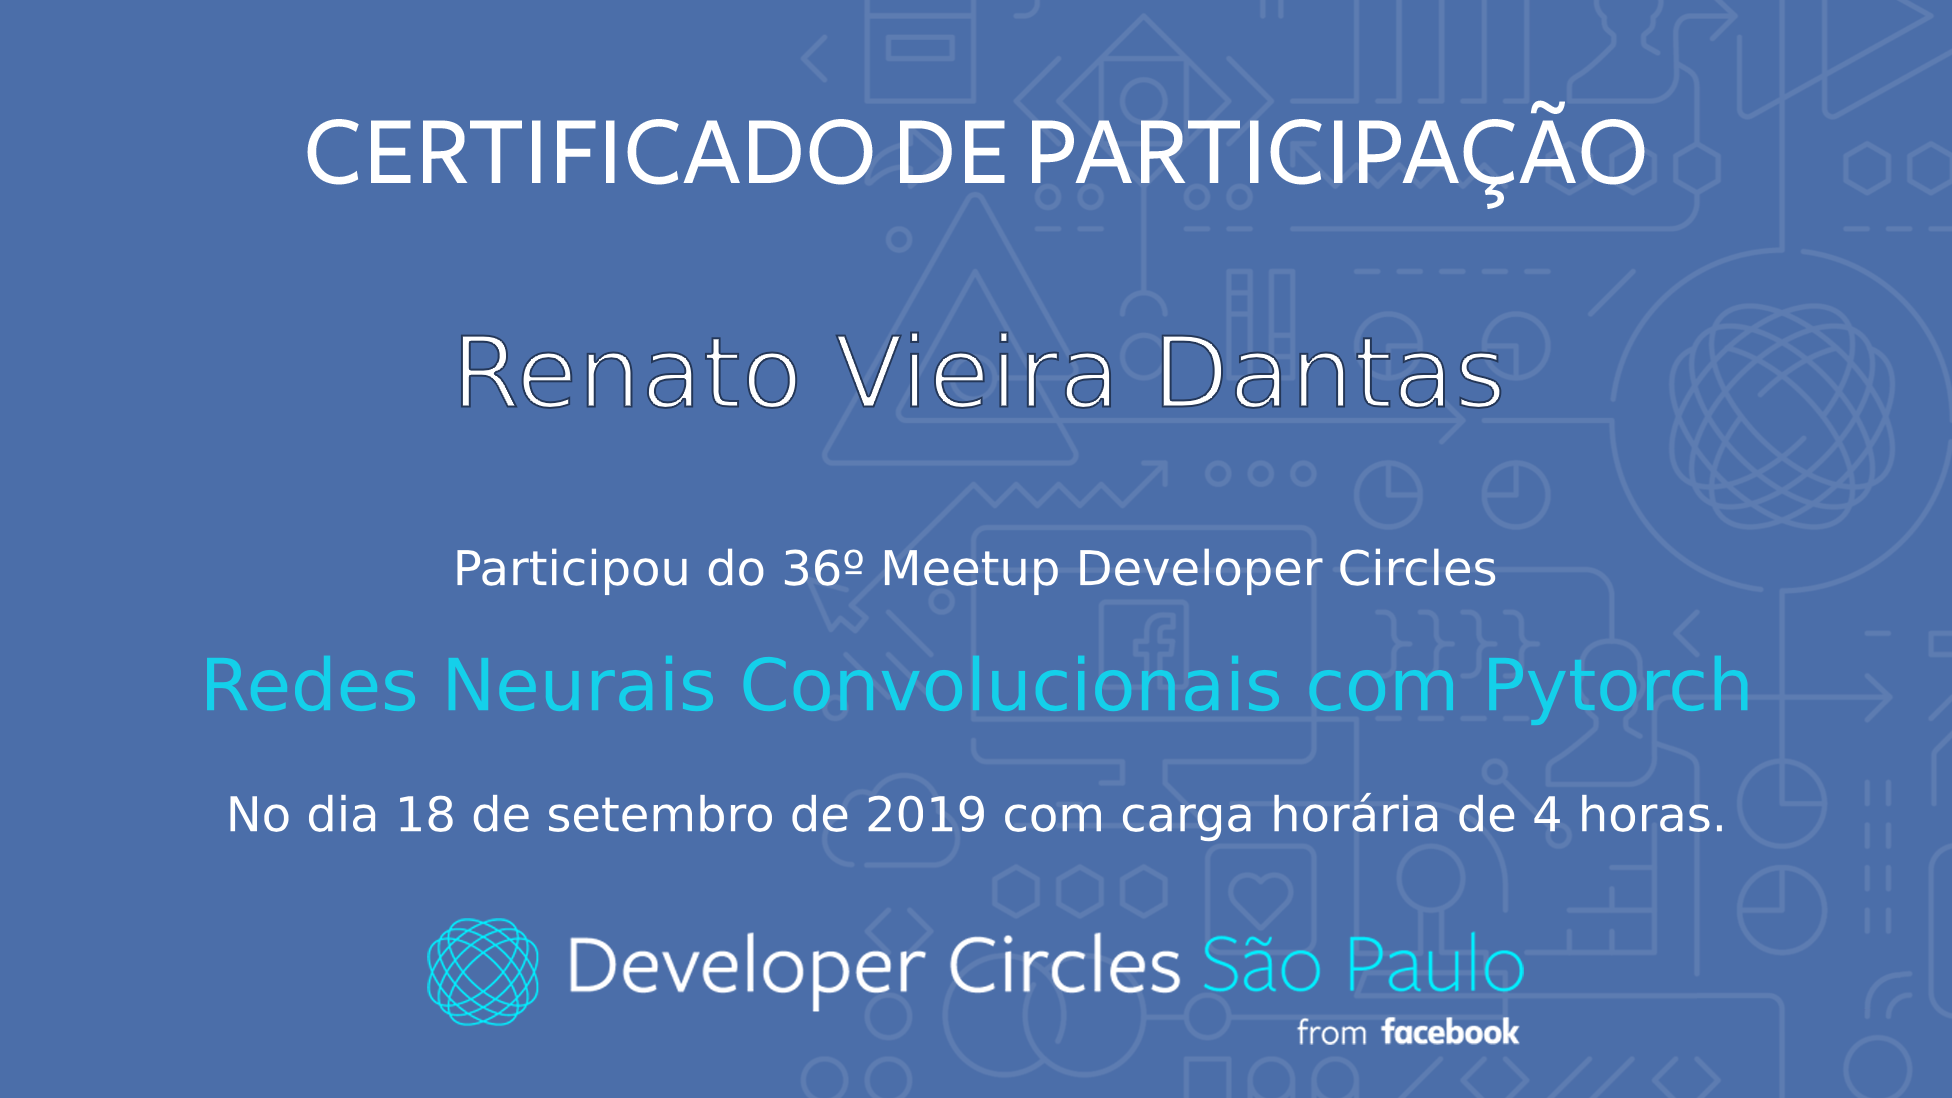 CERTIFICADO DE PARTICIPAÇÃO
Renato Vieira Dantas
Participou do 36º Meetup Developer Circles
Redes Neurais Convolucionais com Pytorch
No dia 18 de setembro de 2019 com carga horária de 4 horas.
Developer Circles São Paulo
from facebook